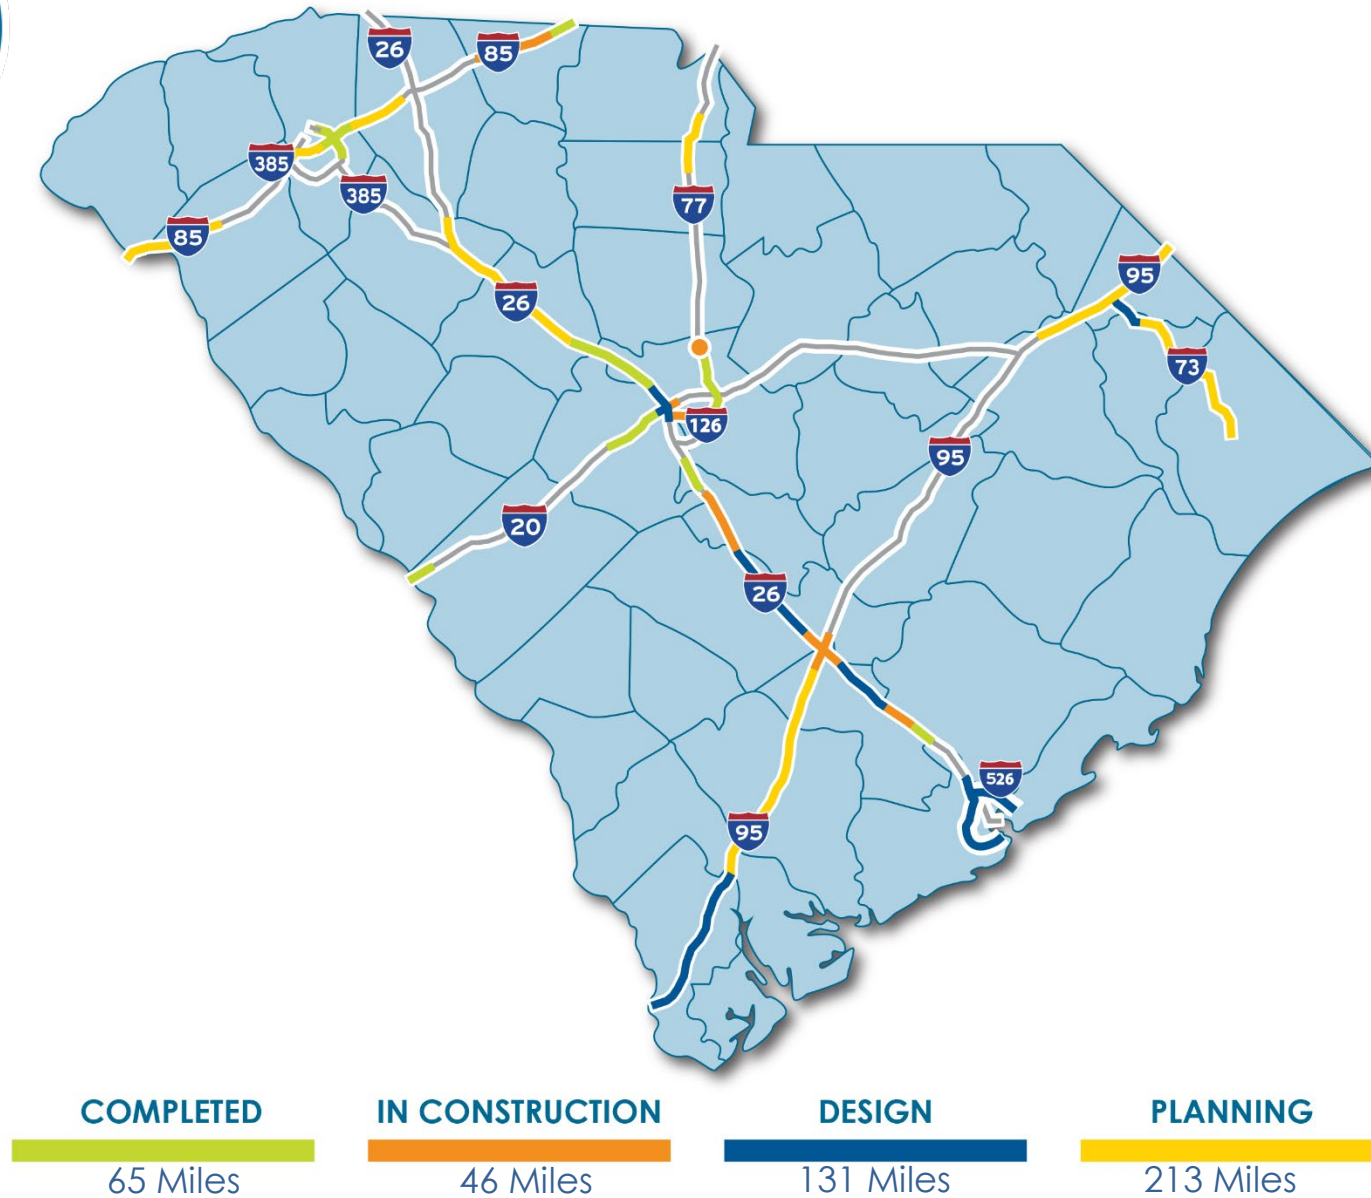 26
85
385
385
77
85
95
26
73
126
95
20
26
526
95
COMPLETED
IN CONSTRUCTION
DESIGN
PLANNING
65 Miles
46 Miles
131 Miles
213 Miles